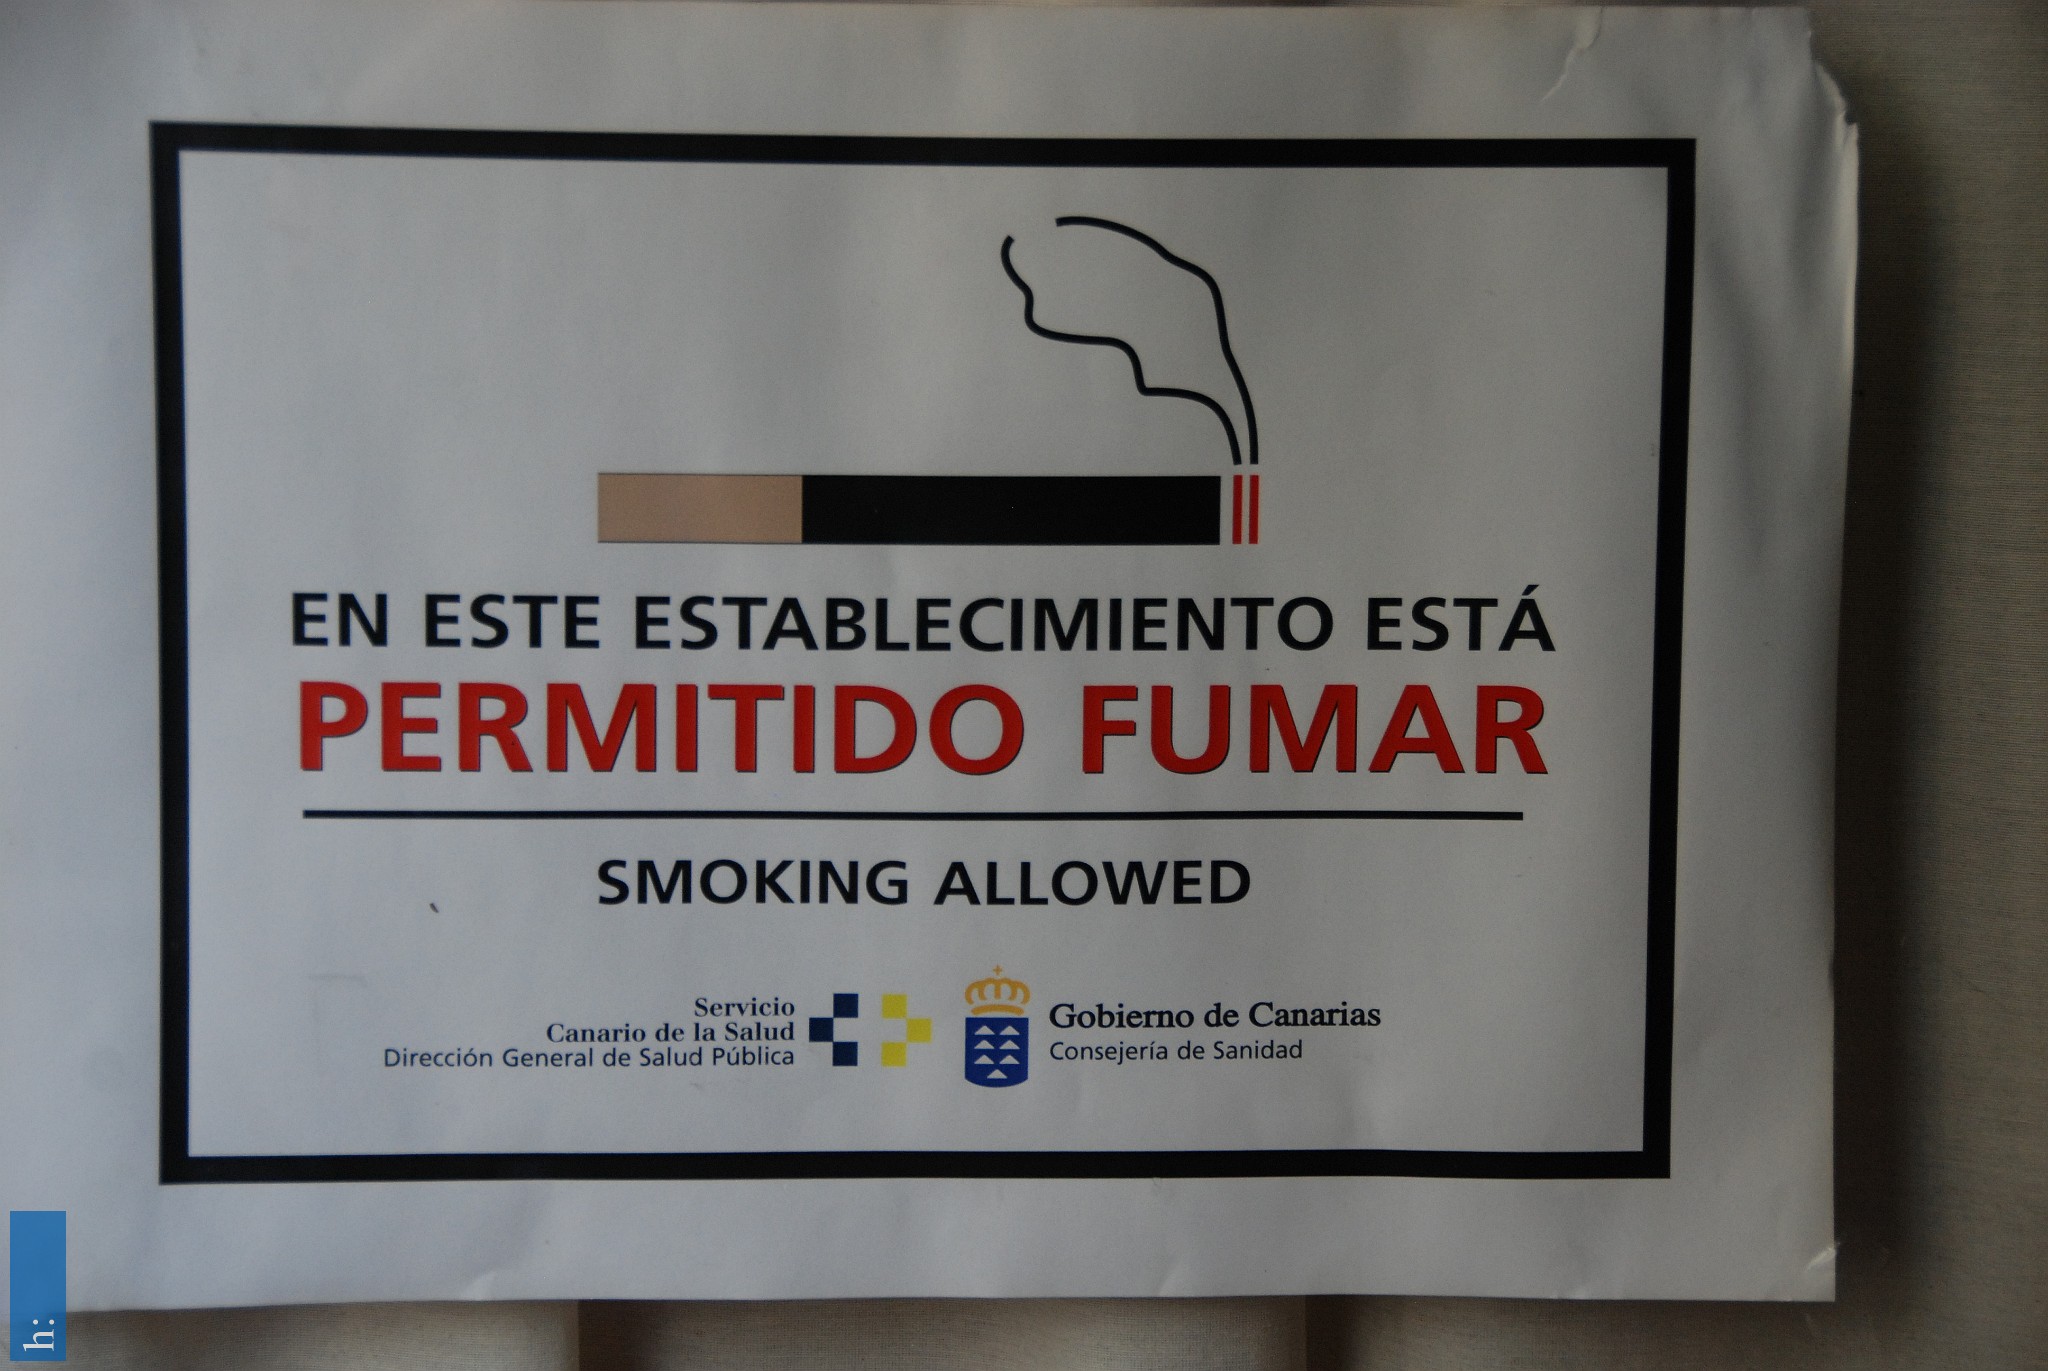 EN ESTE ESTABLECIMIENTO ESTÁ
PERMITIDO FUMAR
SMOKING ALLOWED
Servicio
Canario de la Salud
Dirección General de Salud Pública
Gobierno de Canarias
Consejería de Sanidad
h: